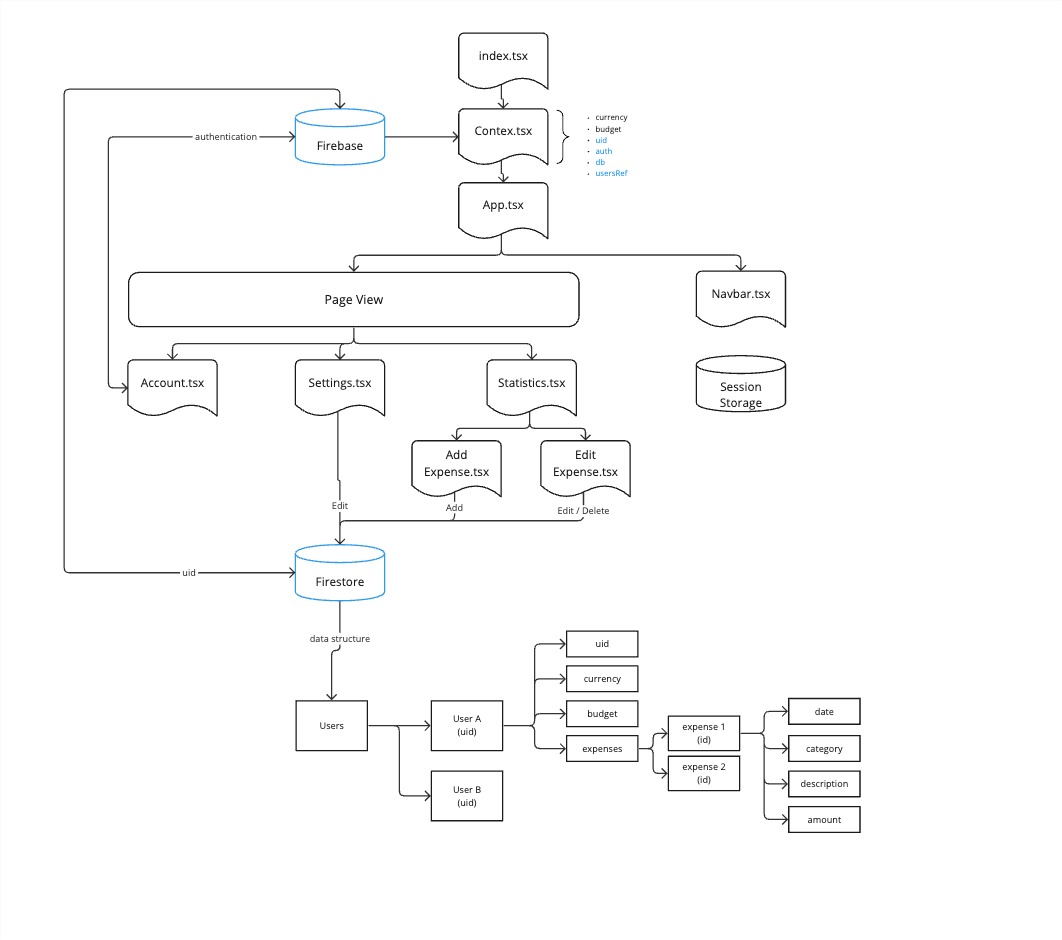 index.tsx
authentication
Firebase
Contex.tsx
· currency
· budget
· uid
· auth
· db
· usersRef
App.tsx
Page View
Navbar.tsx
Account.tsx
Settings.tsx
Statistics.tsx
Session
Storage
Add
Expense.tsx
Edit
Expense.tsx
Edit
Add
Edit / Delete
uid
Firestore
data structure
Users
User A
(uid)
User B
(uid)
uid
currency
budget
expenses
expense 1
(id)
expense 2
(id)
date
category
description
amount